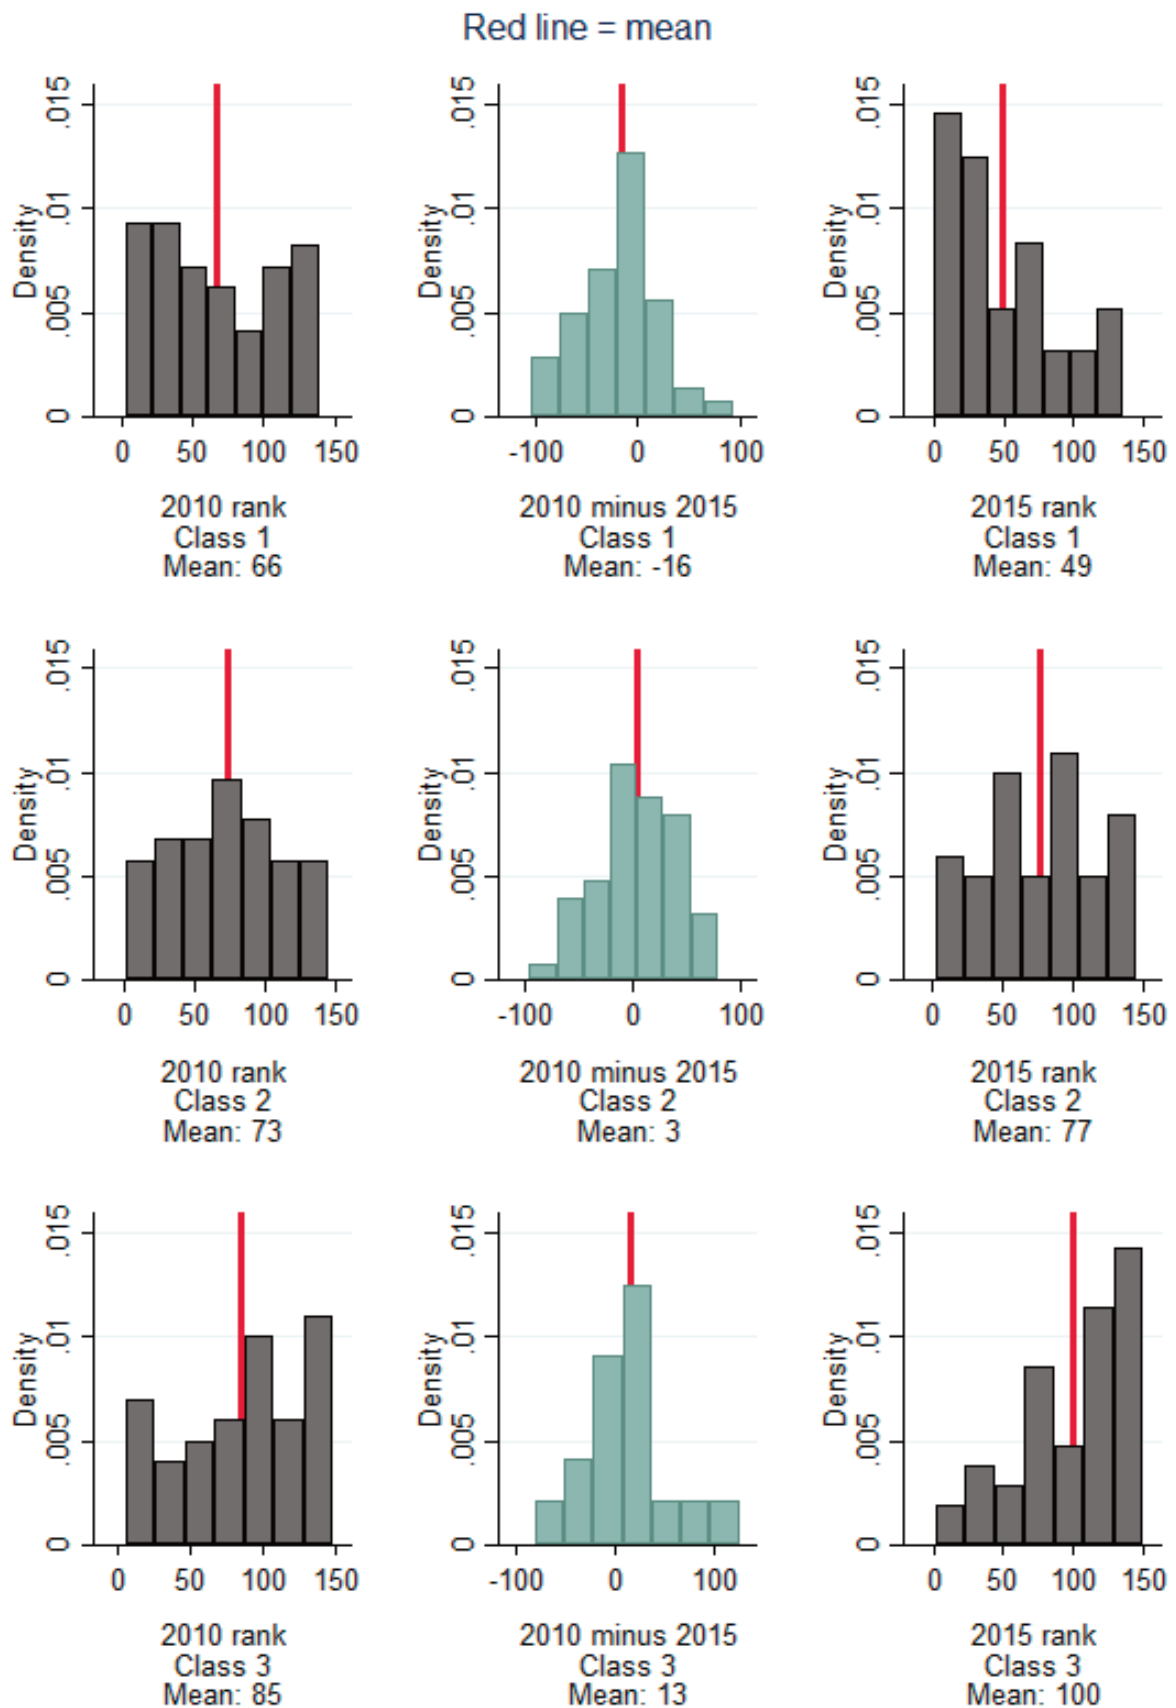 Red line = mean
.015
.01
.005
0
Density
0 50 100 150
2010 rank
Class 1
Mean: 66
.015
.01
.005
0
Density
-100 0 100
2010 minus 2015
Class 1
Mean: -16
.015
.01
.005
0
Density
0 50 100 150
2015 rank
Class 1
Mean: 49
.015
.01
.005
0
Density
0 50 100 150
2010 rank
Class 2
Mean: 73
.015
.01
.005
0
Density
-100 0 100
2010 minus 2015
Class 2
Mean: 3
.015
.01
.005
0
Density
0 50 100 150
2015 rank
Class 2
Mean: 77
.015
.01
.005
0
Density
0 50 100 150
2010 rank
Class 3
Mean: 85
.015
.01
.005
0
Density
-100 0 100
2010 minus 2015
Class 3
Mean: 13
.015
.01
.005
0
Density
0 50 100 150
2015 rank
Class 3
Mean: 100